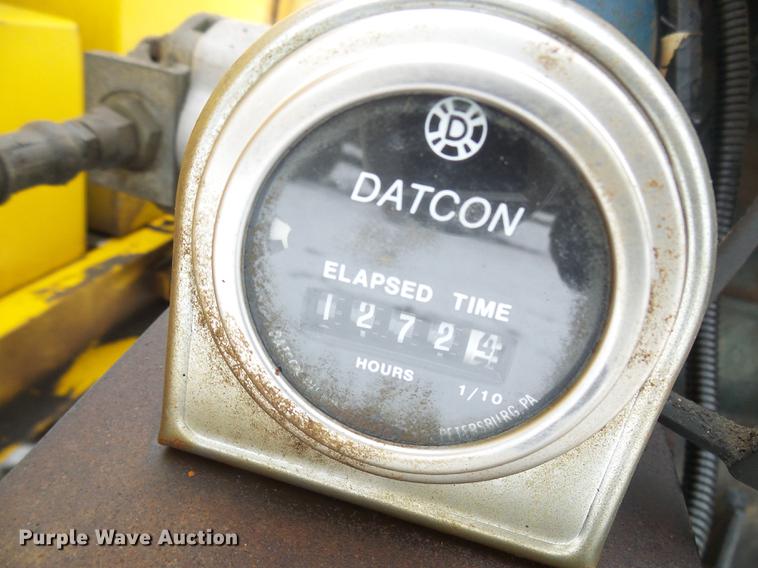 D
DATCON
ELAPSED TIME
12724
HOURS 1/10
PETERSBURG, PA
Purple Wave Auction